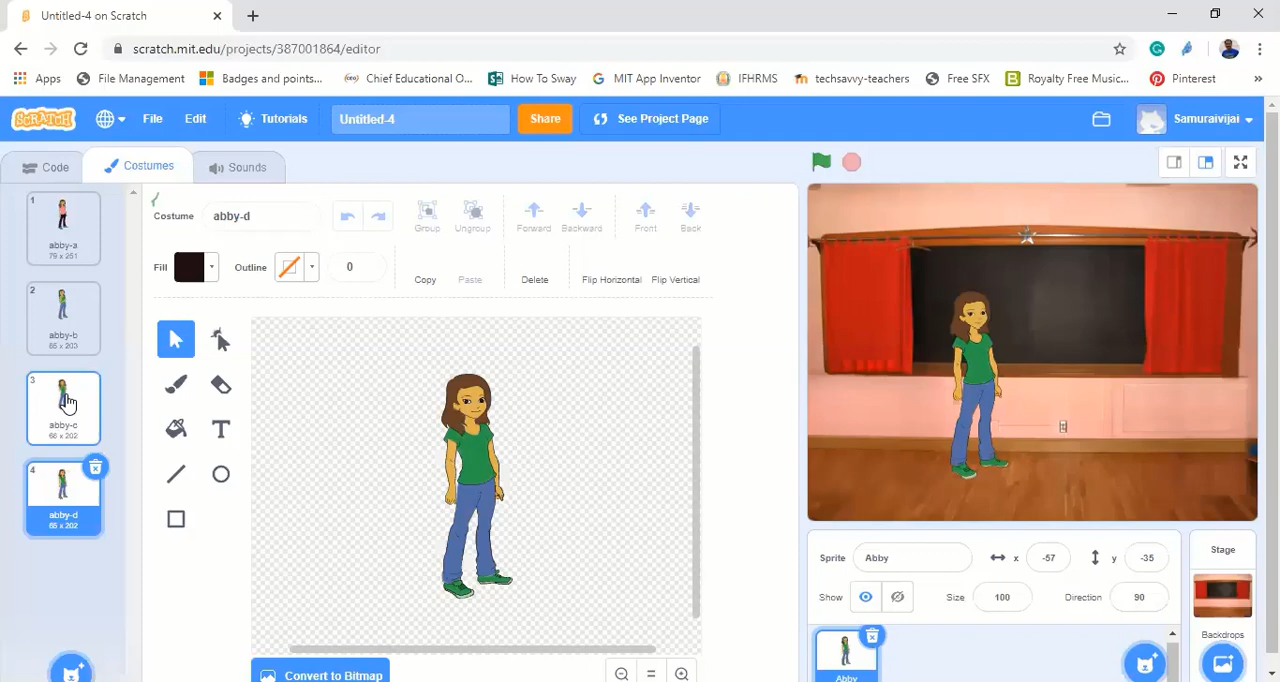 Untitled-4 on Scratch
scratch.mit.edu/projects/387001864/editor
Apps File Management Badges and points... Chief Educational O... How To Sway MIT App Inventor IFHRMS techsavvy-teachers Free SFX Royalty Free Music... Pinterest »
SCRATCH File Edit Tutorials Untitled-4 Share See Project Page Samuraivijai
Code Costumes Sounds
1
abby-a
79 x 251
2
abby-b
65 x 203
3
abby-c
66 x 202
4
abby-d
65 x 202
Costume abby-d Group Ungroup Forward Backward Front Back
Fill Outline 0 Copy Paste Delete Flip Horizontal Flip Vertical
T
Convert to Bitmap
Sprite Abby x -57 y -35
Show Size 100 Direction 90
Abby
Stage
Backdrops